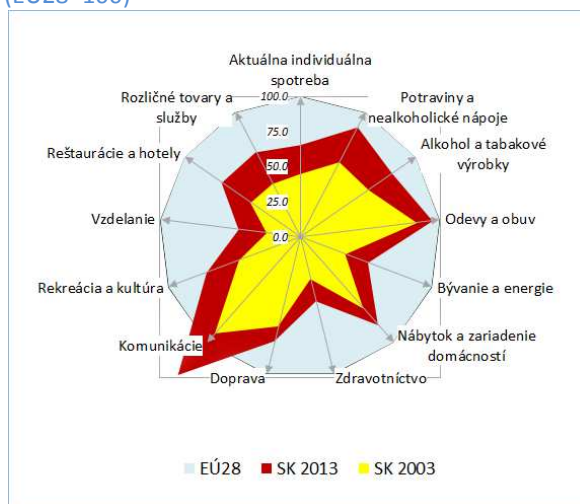 (EÚ28=100)
Aktuálna individuálna
spotreba
100.0
75.0
50.0
25.0
0.0
Potraviny a
nealkoholické nápoje
Alkohol a tabakové
výrobky
Odevy a obuv
Bývanie a energie
Nábytok a zariadenie
domácností
Zdravotníctvo
Doprava
Komunikácie
Rekreácia a kultúra
Vzdelanie
Reštaurácie a hotely
Rozličné tovary a
služby
EÚ28
SK 2013
SK 2003